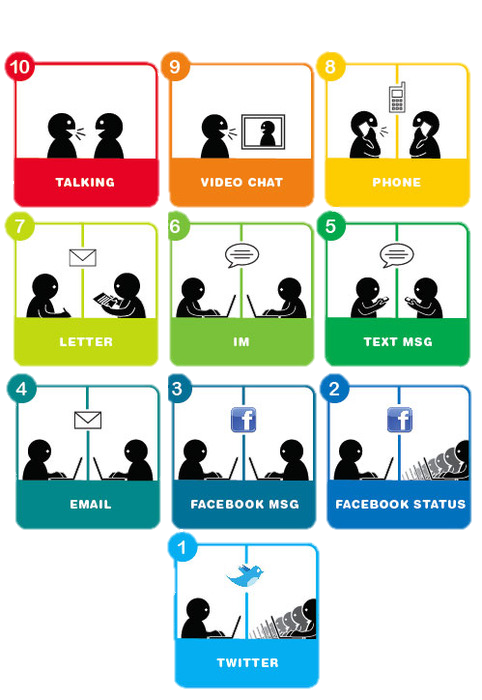 10
TALKING
9
VIDEO CHAT
8
PHONE
7
LETTER
6
IM
5
TEXT MSG
4
EMAIL
3
f
FACEBOOK MSG
2
f
FACEBOOK STATUS
1
TWITTER